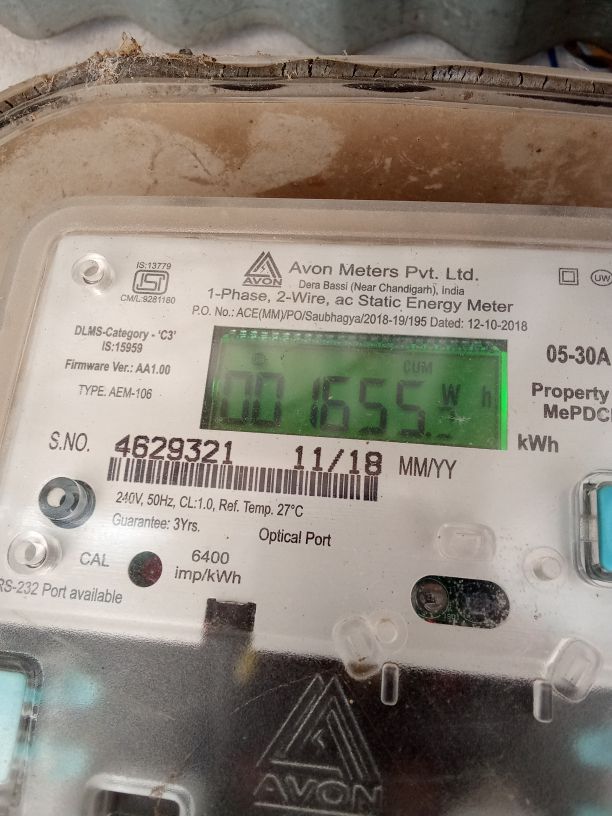 IS:13779
CM/L:9281160
AVON
Avon Meters Pvt. Ltd.
Dera Bassi (Near Chandigarh), India
1-Phase, 2-Wire, ac Static Energy Meter
P.O. No.: ACE(MM)/PO/Saubhagya/2018-19/195 Dated: 12-10-2018
UW
DLMS-Category - 'C3'
IS:15959
Firmware Ver.: AA1.00
TYPE. AEM-106
CUM
001655. W h
kWh
05-30A
Property
MePDC
S.NO. 4629321 11/18 MM/YY
240V, 50Hz, CL:1.0, Ref. Temp. 27°C
Guarantee: 3Yrs.
Optical Port
CAL
6400
imp/kWh
RS-232 Port available
AVON